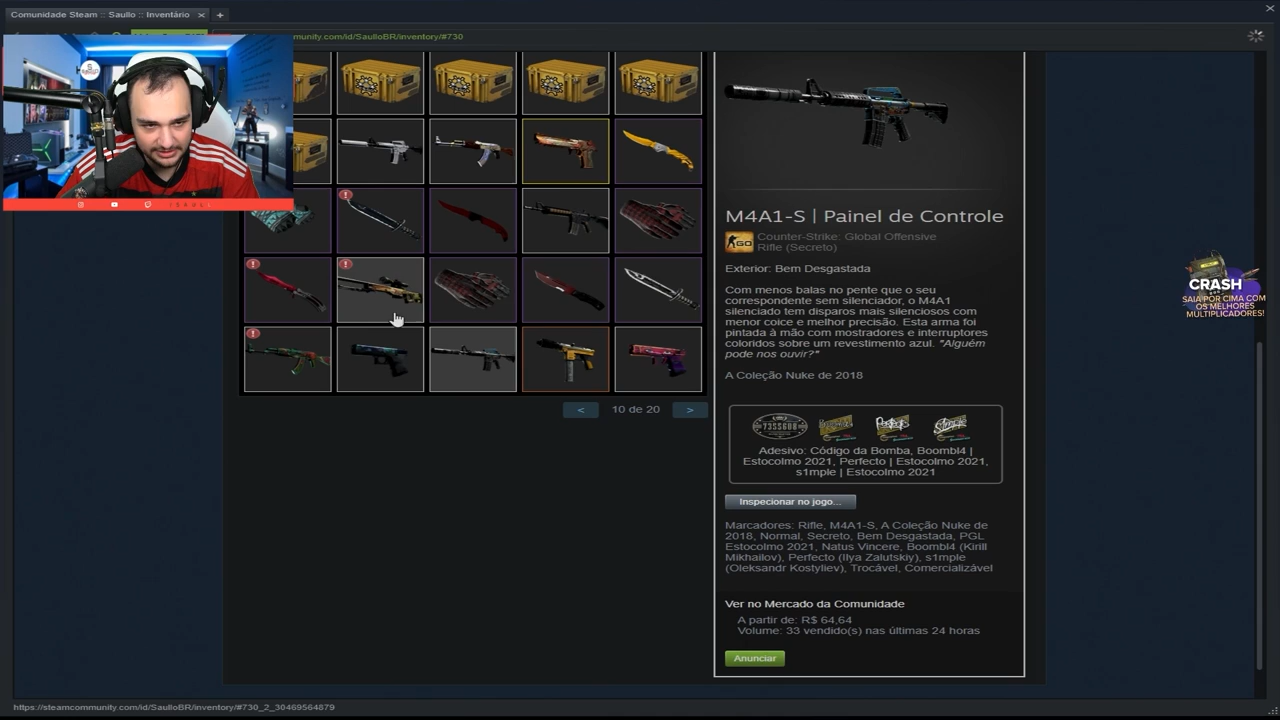 Comunidade Steam :: Saullo :: Inventário
munity.com/id/SaulloBR/inventory/#730
M4A1-S | Painel de Controle
GO
Counter-Strike: Global Offensive
Rifle (Secreto)
Exterior: Bem Desgastada
Com menos balas no pente que o seu
correspondente sem silenciador, o M4A1
silenciado tem disparos mais silenciosos com
menor coice e melhor precisão. Esta arma foi
pintada à mão com mostradores e interruptores
coloridos sobre um revestimento azul. "Alguém
pode nos ouvir?"
A Coleção Nuke de 2018
Adesivo: Código da Bomba, Boombl4 |
Estocolmo 2021, Perfecto | Estocolmo 2021,
s1mple | Estocolmo 2021
Inspecionar no jogo...
Marcadores: Rifle, M4A1-S, A Coleção Nuke de
2018, Normal, Secreto, Bem Desgastada, PGL
Estocolmo 2021, Natus Vincere, Boombl4 (Kirill
Mikhailov), Perfecto (Ilya Zalutskiy), s1mple
(Oleksandr Kostyliev), Trocável, Comercializável
Ver no Mercado da Comunidade
A partir de: R$ 64,64
Volume: 33 vendido(s) nas últimas 24 horas
Anunciar
< 10 de 20 >
CRASH
SAIA POR CIMA COM
OS MELHORES
MULTIPLICADORES!
https://steamcommunity.com/id/SaulloBR/inventory/#730_2_30469564879